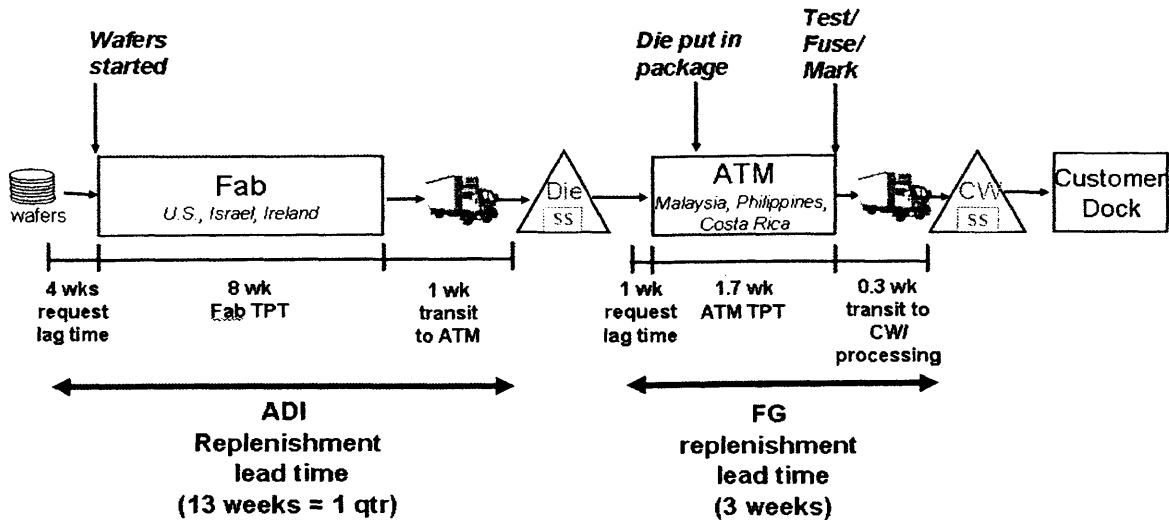 Wafers
started
Die put in
package
Test/
Fuse/
Mark
wafers
Fab
U.S., Israel, Ireland
Die
SS
ATM
Malaysia, Philippines,
Costa Rica
CW
SS
Customer
Dock
4 wks
request
lag time
8 wk
Fab TPT
1 wk
transit
to ATM
1 wk
request
lag time
1.7 wk
ATM TPT
0.3 wk
transit to
CW/
processing
ADI
Replenishment
lead time
(13 weeks = 1 qtr)
FG
replenishment
lead time
(3 weeks)